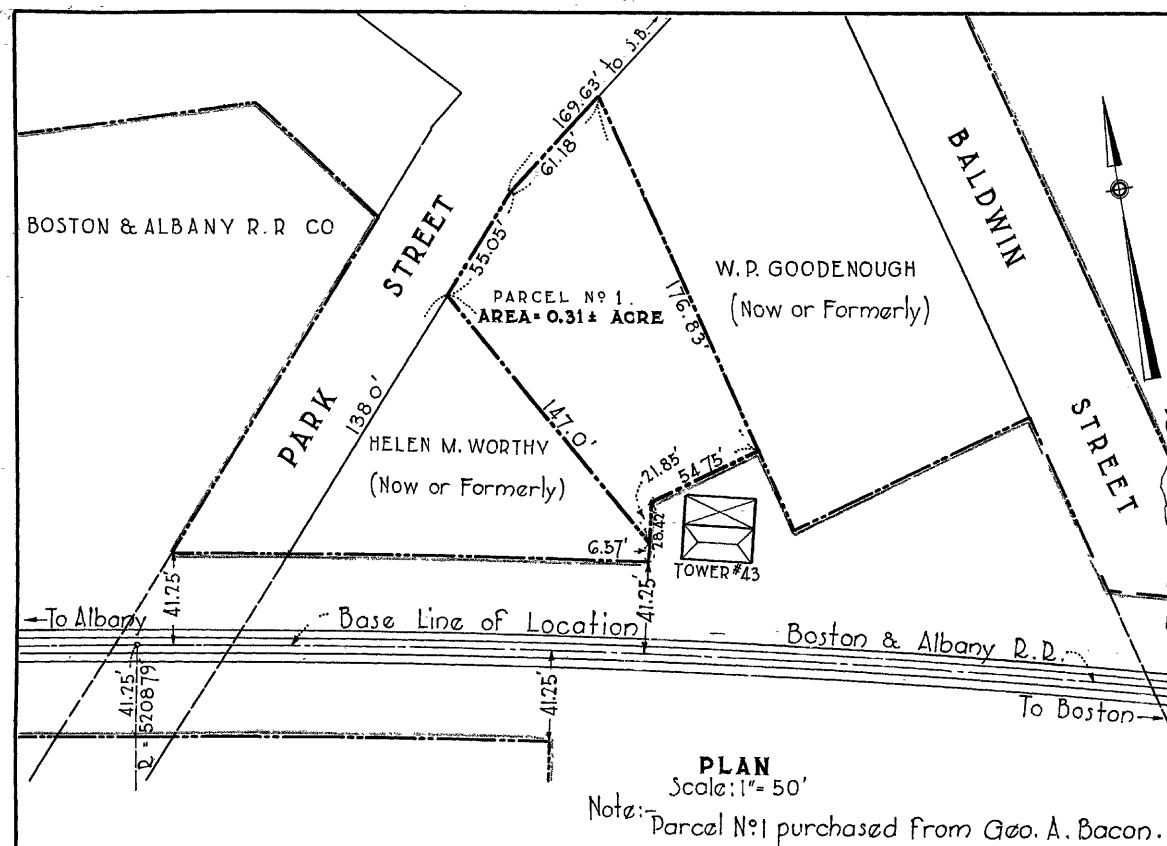 169.63' to S.B.
61.18'
55.05'
BOSTON & ALBANY R.R CO
PARK STREET
BALDWIN STREET
PARCEL Nº 1.
AREA = 0.31± ACRE
W. P. GOODENOUGH
(Now or Formerly)
176.83'
138.0'
147.0'
HELEN M. WORTHY
(Now or Formerly)
21.85'
54.75'
28.42'
6.57'
TOWER #43
41.25'
41.25'
To Albany
Base Line of Location
Boston & Albany R.R.
To Boston
41.25'
R = 5208.79'
41.25'
PLAN
Scale: 1" = 50'
Note:- Parcel Nº1 purchased From Geo. A. Bacon.